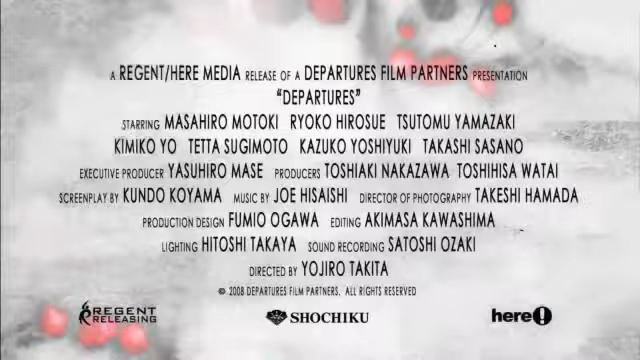 A REGENT/HERE MEDIA RELEASE OF A DEPARTURES FILM PARTNERS PRESENTATION
“DEPARTURES”
STARRING MASAHIRO MOTOKI RYOKO HIROSUE TSUTOMU YAMAZAKI
KIMIKO YO TETTA SUGIMOTO KAZUKO YOSHIYUKI TAKASHI SASANO
EXECUTIVE PRODUCER YASUHIRO MASE PRODUCERS TOSHIAKI NAKAZAWA TOSHIHISA WATAI
SCREENPLAY BY KUNDO KOYAMA MUSIC BY JOE HISAISHI DIRECTOR OF PHOTOGRAPHY TAKESHI HAMADA
PRODUCTION DESIGN FUMIO OGAWA EDITING AKIMASA KAWASHIMA
LIGHTING HITOSHI TAKAYA SOUND RECORDING SATOSHI OZAKI
DIRECTED BY YOJIRO TAKITA
© 2008 DEPARTURES FILM PARTNERS. ALL RIGHTS RESERVED
REGENT RELEASING SHOCHIKU here!